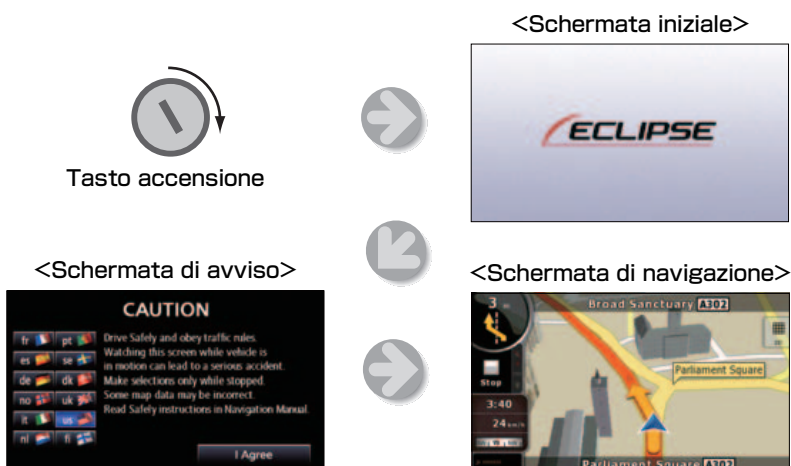 <Schermata iniziale>
ECLIPSE
Tasto accensione
<Schermata di avviso>
CAUTION
fr pt
es se
de dk
no uk
it us
nl fi
Drive Safely and obey traffic rules.
Watching this screen while vehicle is
in motion can lead to a serious accident.
Make selections only while stopped.
Some map data may be incorrect.
Read Safely instructions in Navigation Manual.
I Agree
<Schermata di navigazione>
3
Broad Sanctuary A302
Parliament Square
Stop
3:40
24 km/h
Parliament Square A302